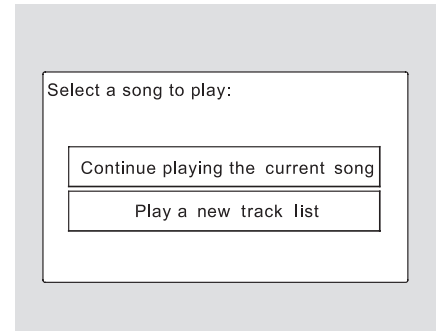 Select a song to play:
Continue playing the current song
Play a new track list